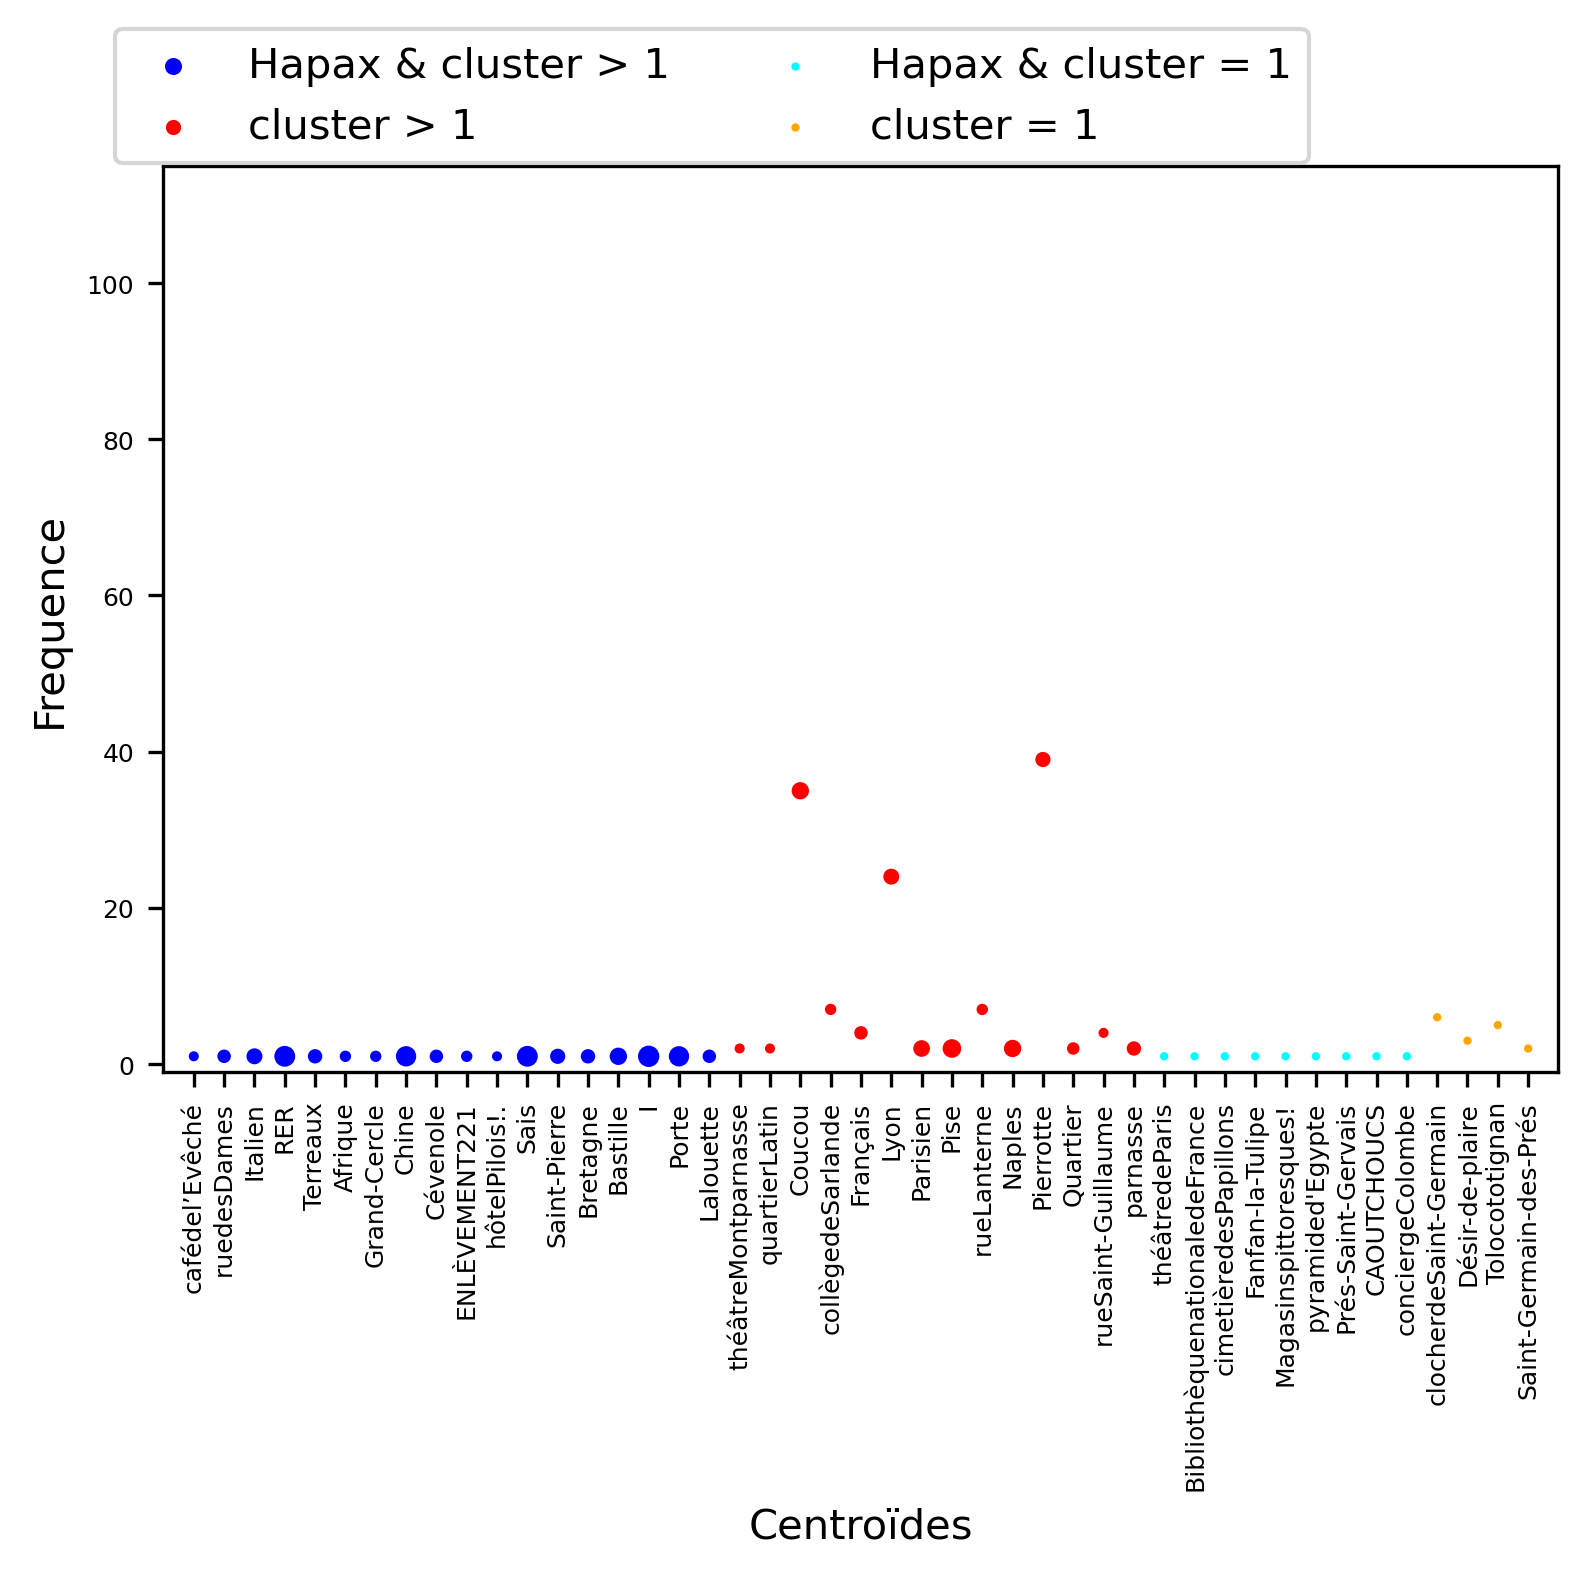 Hapax & cluster > 1
cluster > 1
Hapax & cluster = 1
cluster = 1
Frequence
100
80
60
40
20
0
cafédel’Evêché
ruedesDames
Italien
RER
Terreaux
Afrique
Grand-Cercle
Chine
Cévenole
ENLÈVEMENT221
hôtelPilois!.
Sais
Saint-Pierre
Bretagne
Bastille
I
Porte
Lalouette
théâtreMontparnasse
quartierLatin
Coucou
collègedeSarlande
Français
Lyon
Parisien
Pise
rueLanterne
Naples
Pierrotte
Quartier
rueSaint-Guillaume
parnasse
théâtredeParis
BibliothèquenationaledeFrance
cimetièredesPapillons
Fanfan-la-Tulipe
Magasinspittoresques!
pyramided'Egypte
Prés-Saint-Gervais
CAOUTCHOUCS
conciergeColombe
clocherdeSaint-Germain
Désir-de-plaire
Tolocototignan
Saint-Germain-des-Prés
Centroïdes